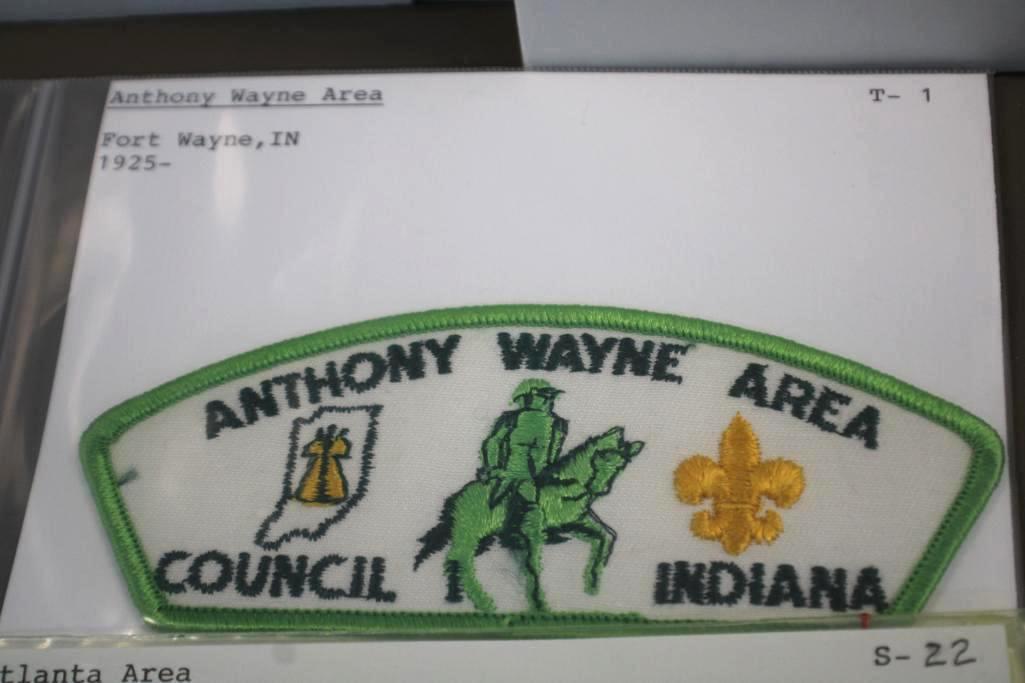 Anthony Wayne Area
T- 1
Fort Wayne,IN
1925-
ANTHONY WAYNE AREA
COUNCIL INDIANA
tlanta Area
S-22